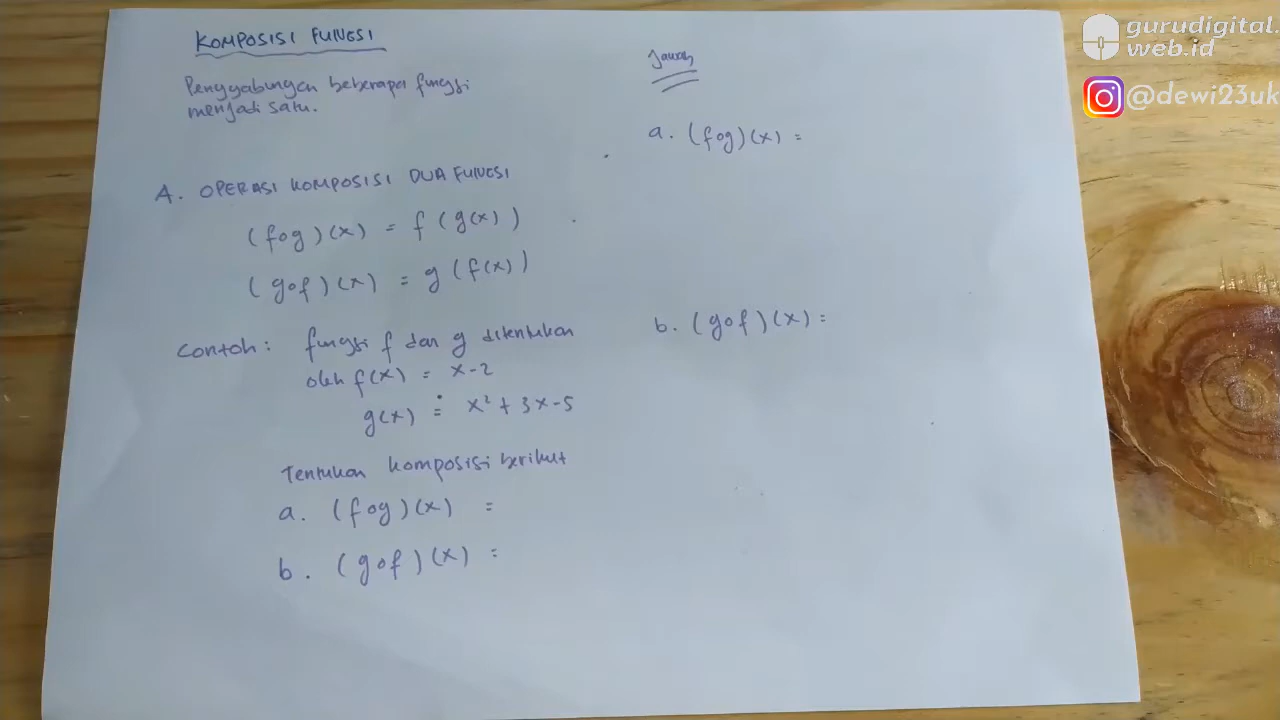 KOMPOSISI FUNGSI
Penggabungan beberapa fungsi
menjadi satu.
A. OPERASI KOMPOSISI DUA FUNGSI
(fog)(x) = f(g(x))
(gof)(x) = g(f(x))
Contoh: fungsi f dan g ditentukan
oleh f(x) = x-2
g(x) = x² + 3x-5
Tentukan komposisi berikut
a. (fog)(x) =
b. (gof)(x) =
Jawab
a. (fog)(x) =
b. (gof)(x) =
gurudigital.
web.id
@dewi23uk